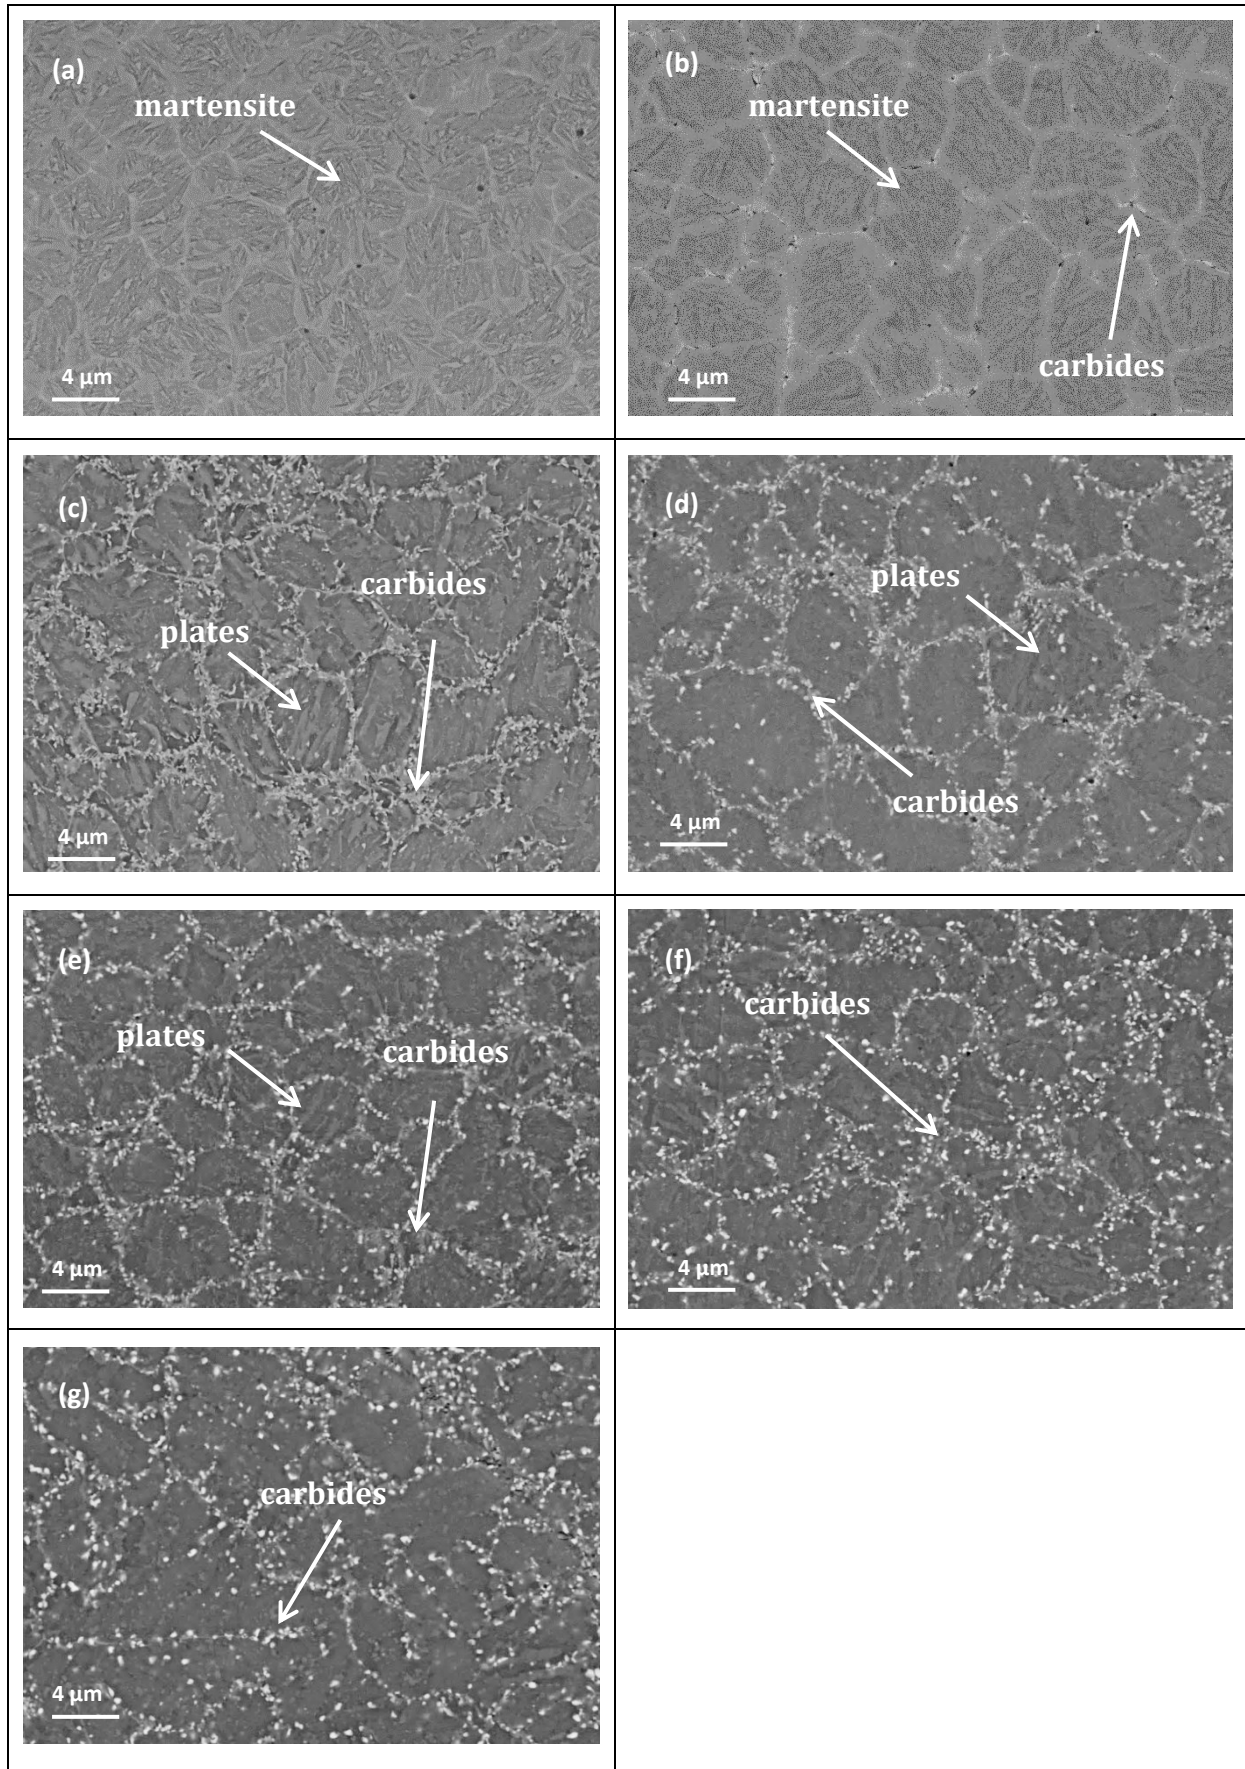 (a)
martensite
4 μm
(b)
martensite
carbides
4 μm
(c)
carbides
plates
4 μm
(d)
plates
carbides
4 μm
(e)
plates
carbides
4 μm
(f)
carbides
4 μm
(g)
carbides
4 μm